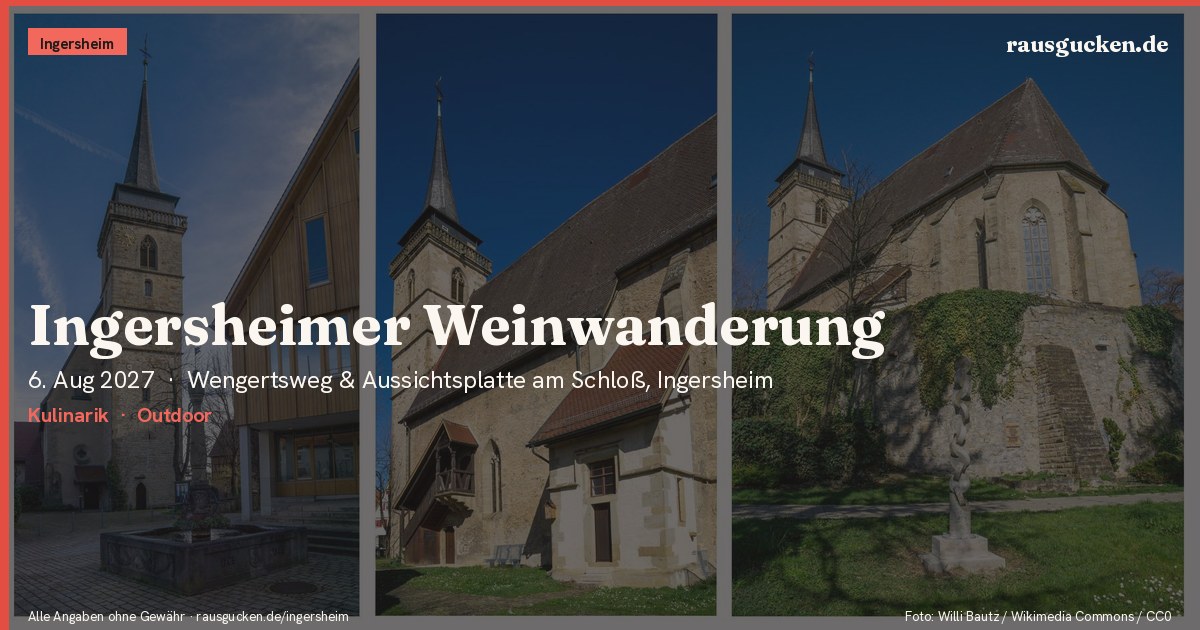 Ingersheim
rausgucken.de
Ingersheimer Weinwanderung
6. Aug 2027 · Wengertsweg & Aussichtsplatte am Schloß, Ingersheim
Kulinarik · Outdoor
Alle Angaben ohne Gewähr · rausgucken.de/ingersheim
Foto: Willi Bautz / Wikimedia Commons / CC0